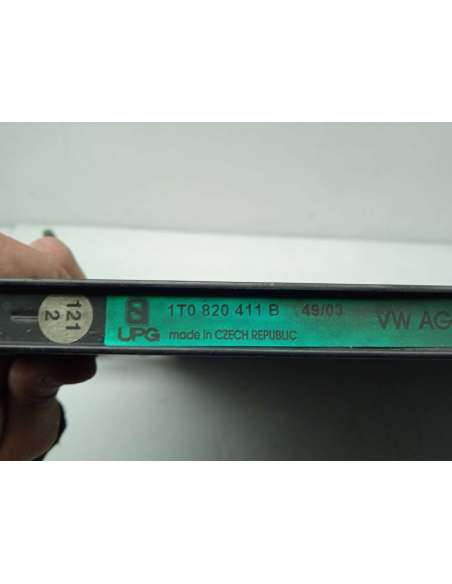 121
2
UPG
1T0 820 411 B 49/03
made in CZECH REPUBLIC
VW AG